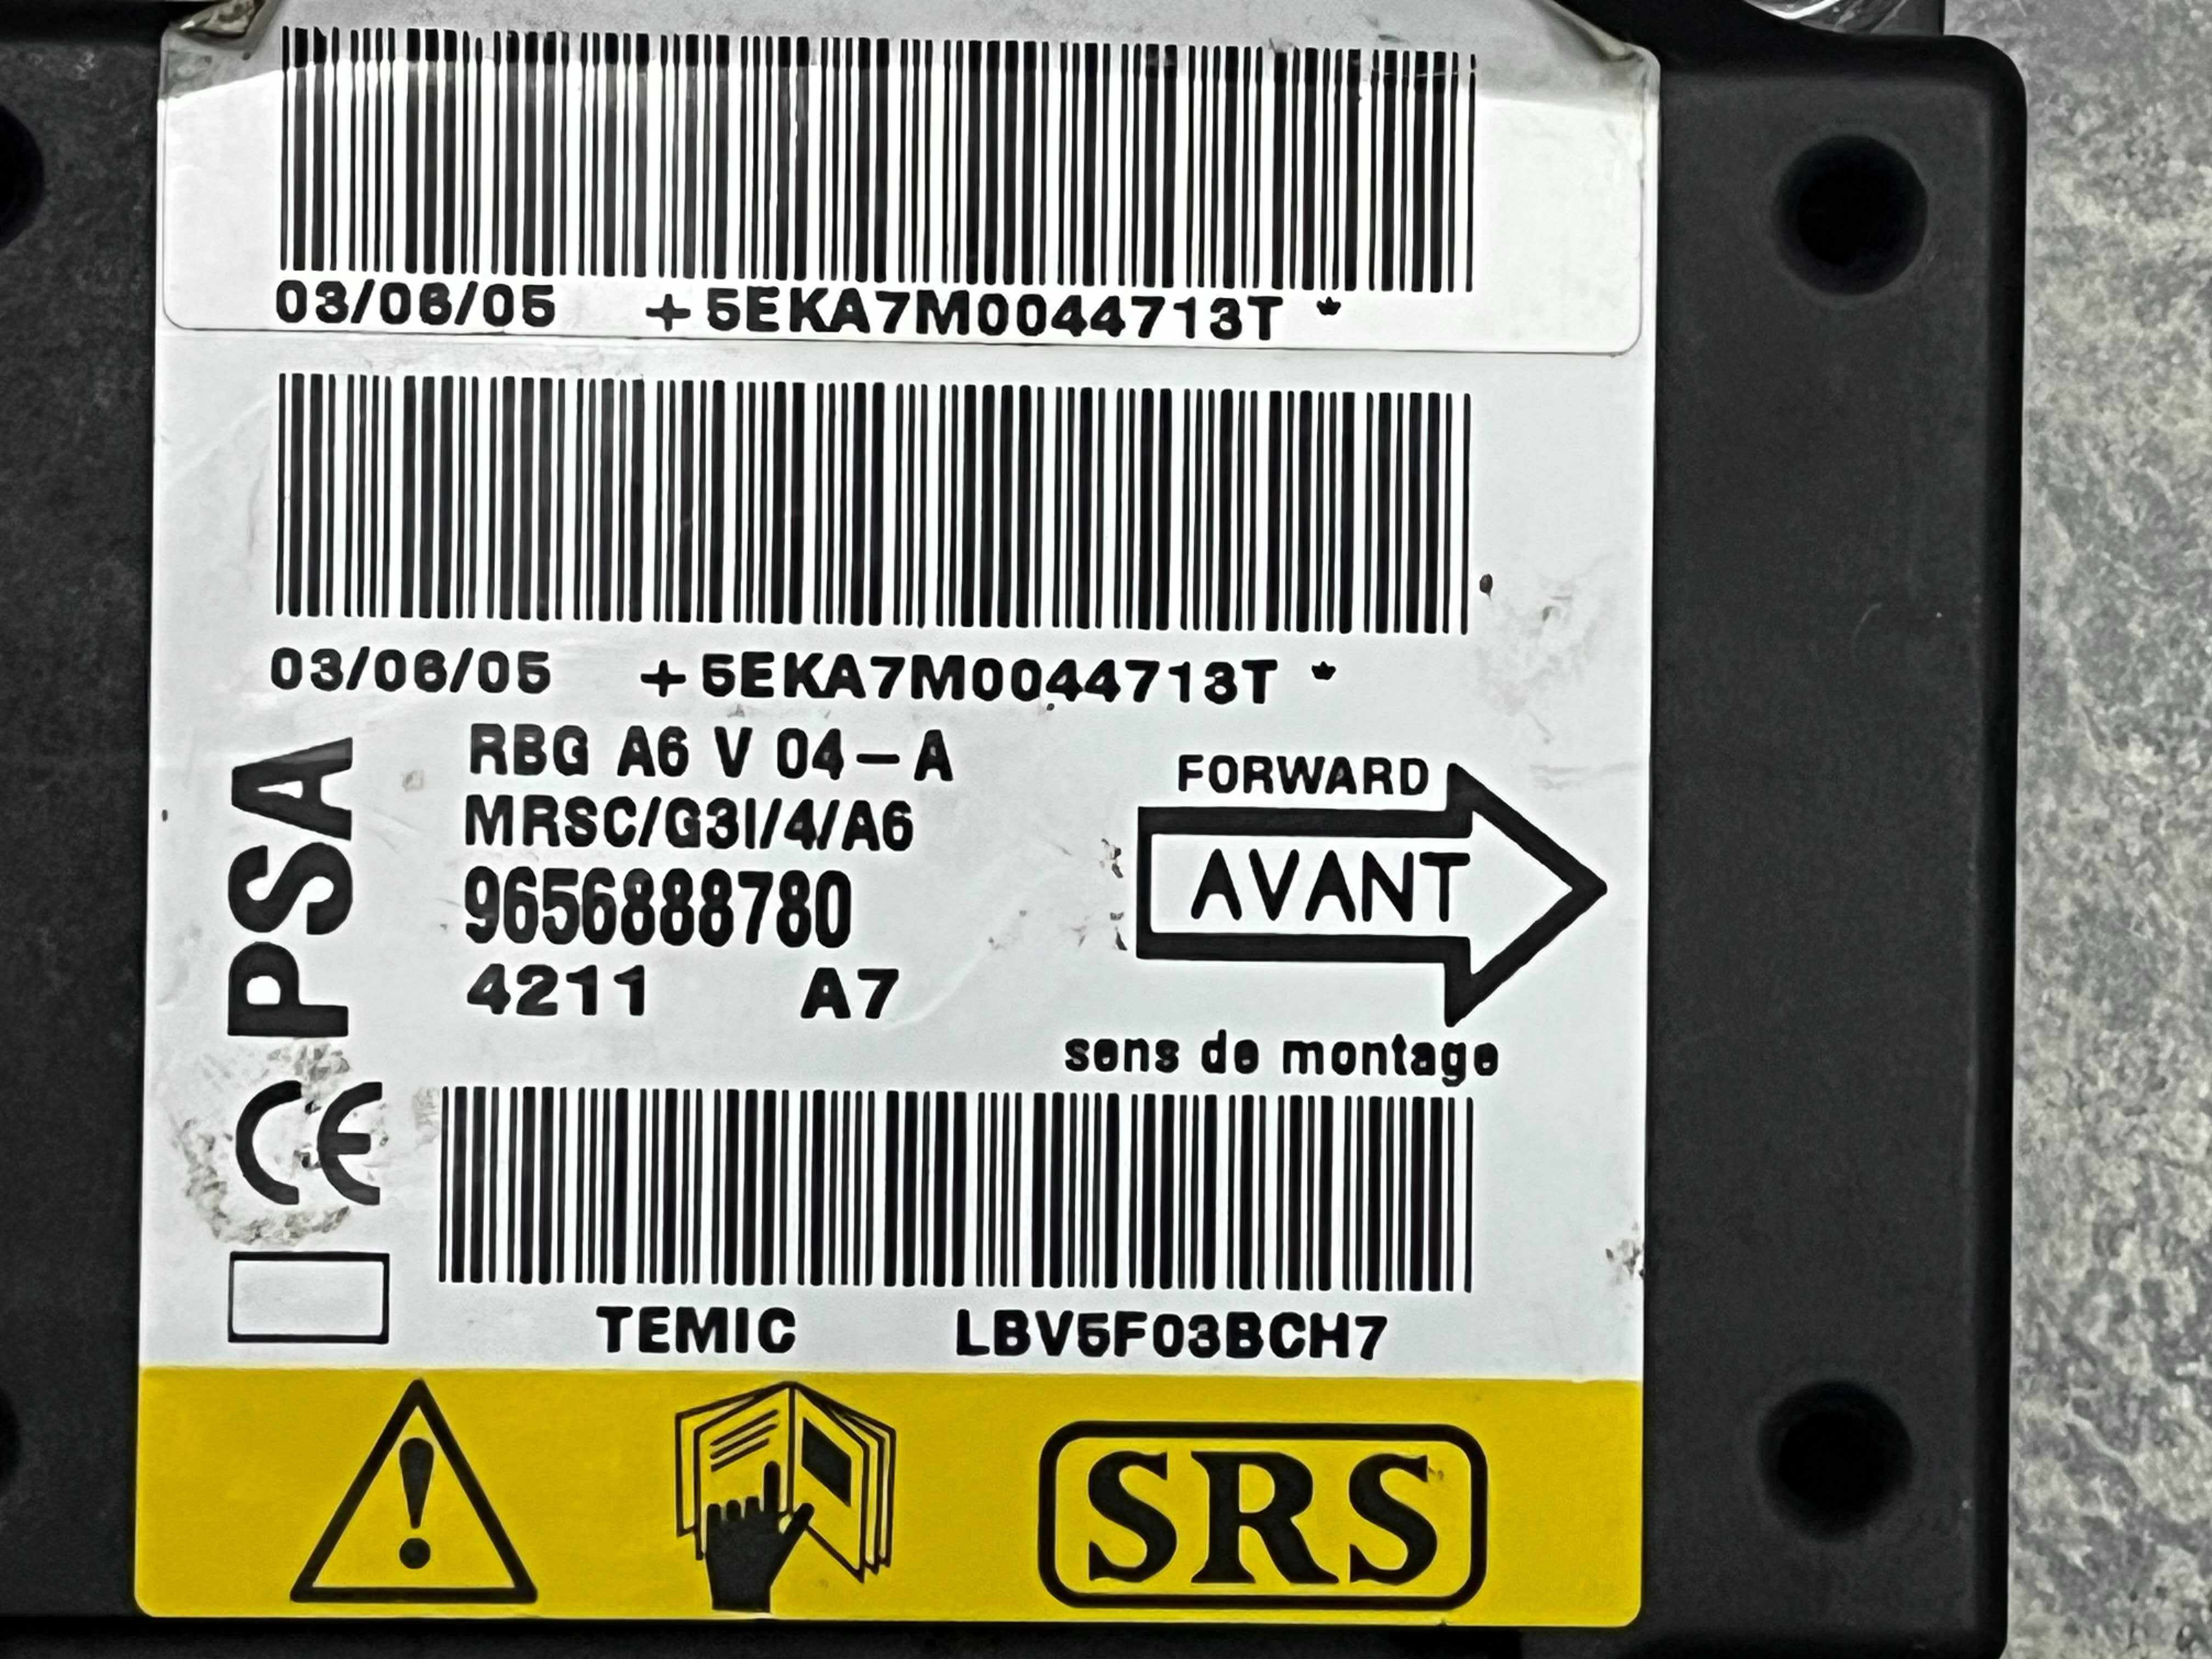 03/06/05 +5EKA7M0044713T *
03/06/05 +5EKA7M0044713T *
PSA
RBG A6 V 04-A
MRSC/G3I/4/A6
9656888780
4211 A7
FORWARD
AVANT
sens de montage
CE
TEMIC LBV5F03BCH7
SRS